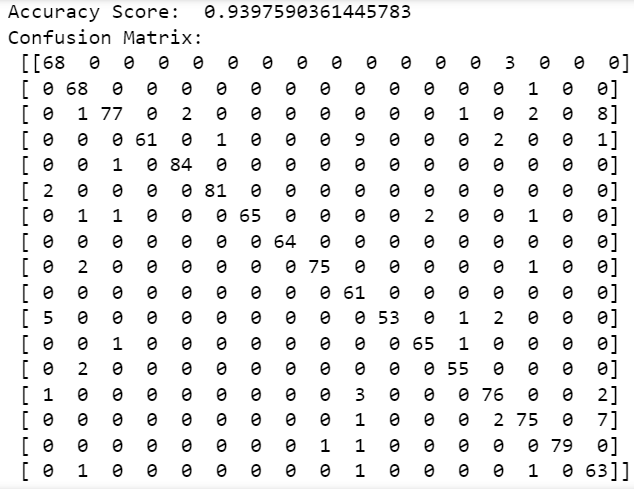 Accuracy Score:  0.9397590361445783
Confusion Matrix:
 [[68  0  0  0  0  0  0  0  0  0  0  0  0  3  0  0  0]
 [ 0 68  0  0  0  0  0  0  0  0  0  0  0  0  1  0  0]
 [ 0  1 77  0  2  0  0  0  0  0  0  0  1  0  2  0  8]
 [ 0  0  0 61  0  1  0  0  0  9  0  0  0  2  0  0  1]
 [ 0  0  1  0 84  0  0  0  0  0  0  0  0  0  0  0  0]
 [ 2  0  0  0  0 81  0  0  0  0  0  0  0  0  0  0  0]
 [ 0  1  1  0  0  0 65  0  0  0  0  2  0  0  1  0  0]
 [ 0  0  0  0  0  0  0 64  0  0  0  0  0  0  0  0  0]
 [ 0  2  0  0  0  0  0  0 75  0  0  0  0  0  1  0  0]
 [ 0  0  0  0  0  0  0  0  0 61  0  0  0  0  0  0  0]
 [ 5  0  0  0  0  0  0  0  0  0 53  0  1  2  0  0  0]
 [ 0  0  1  0  0  0  0  0  0  0  0 65  1  0  0  0  0]
 [ 0  2  0  0  0  0  0  0  0  0  0  0 55  0  0  0  0]
 [ 1  0  0  0  0  0  0  0  0  3  0  0  0 76  0  0  2]
 [ 0  0  0  0  0  0  0  0  0  1  0  0  0  2 75  0  7]
 [ 0  0  0  0  0  0  0  0  1  1  0  0  0  0  0 79  0]
 [ 0  1  0  0  0  0  0  0  0  1  0  0  0  0  1  0 63]]